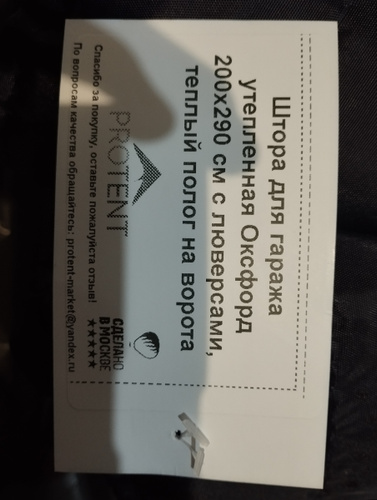 Штора для гаража
утепленная Оксфорд
200х290 см с люверсами,
теплый полог на ворота
PROTENT
СДЕЛАНО
В МОСКВЕ
★★★★★
Спасибо за покупку, оставьте пожалуйста отзыв!
По вопросам качества обращайтесь: protent-market@yandex.ru